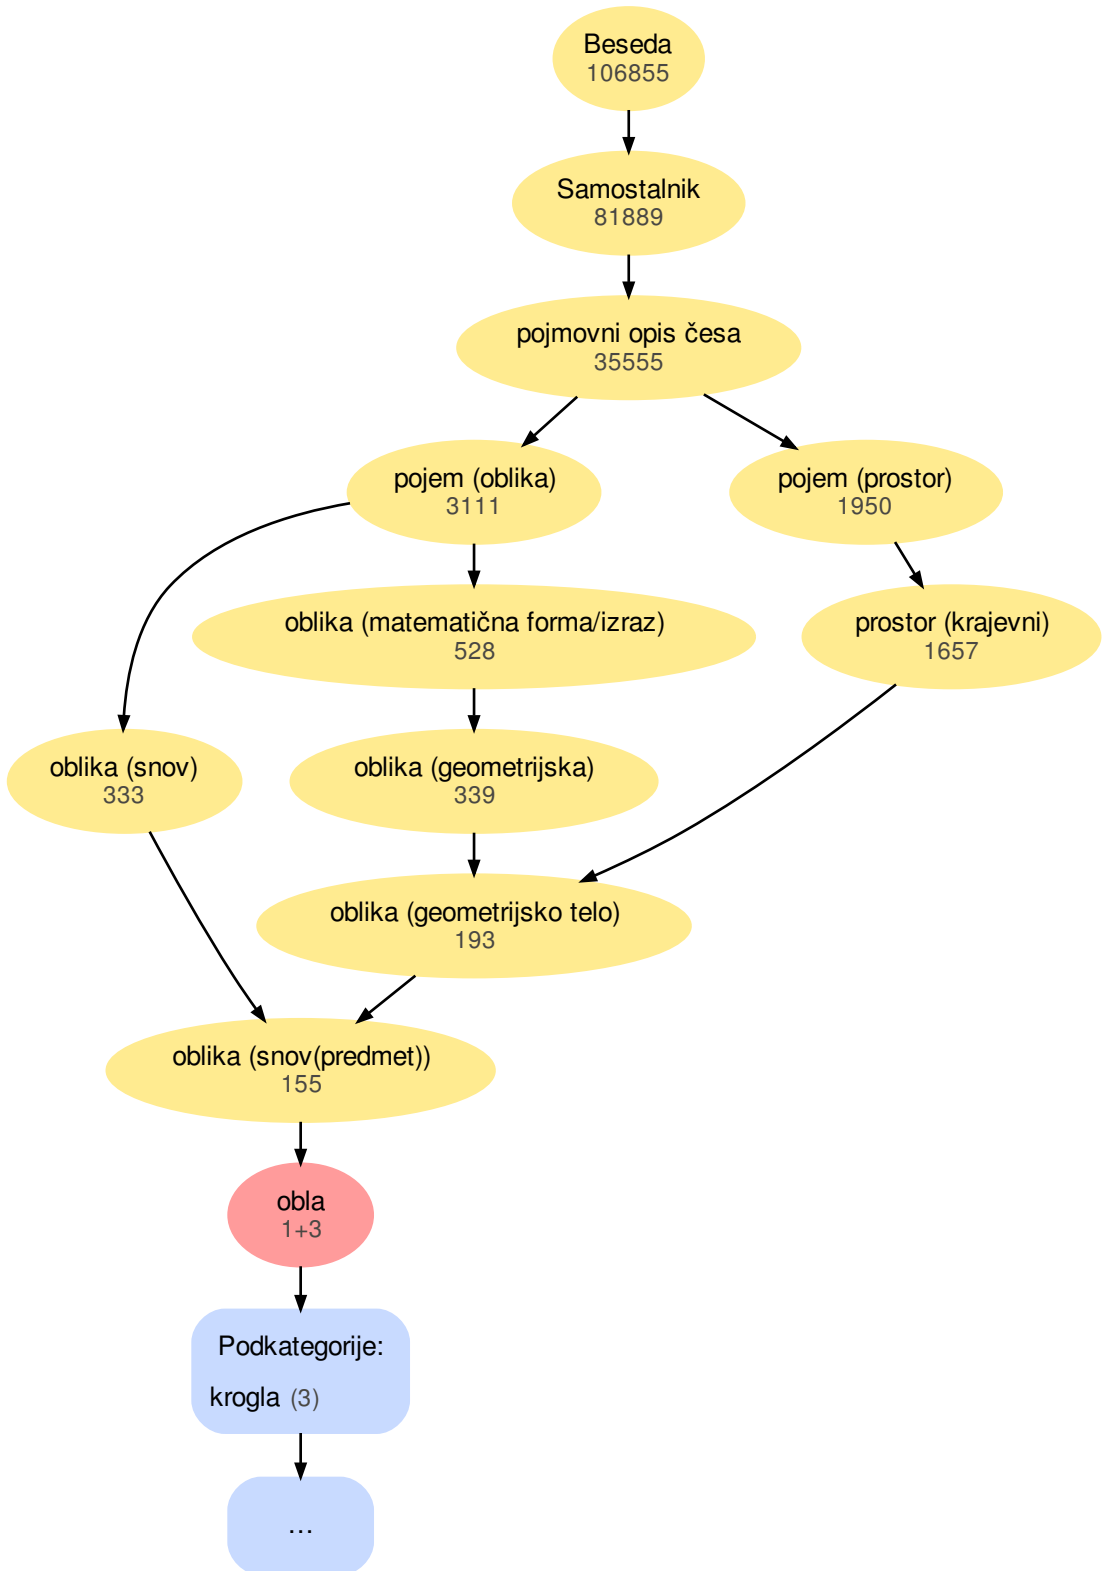 Beseda
106855
Samostalnik
81889
pojmovni opis česa
35555
pojem (oblika)
3111
pojem (prostor)
1950
oblika (matematična forma/izraz)
528
prostor (krajevni)
1657
oblika (snov)
333
oblika (geometrijska)
339
oblika (geometrijsko telo)
193
oblika (snov(predmet))
155
obla
1+3
Podkategorije:
krogla (3)
...